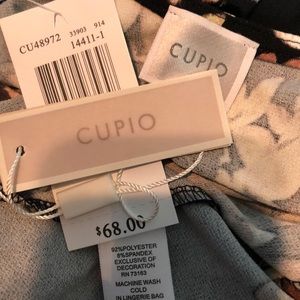 CU48972 33903 914
14411-1
CUPIO
CUPIO
$68.00
92%POLYESTER
8%SPANDEX
EXCLUSIVE OF
DECORATION
RN 73163
MACHINE WASH
COLD
IN LINGERIE BAG